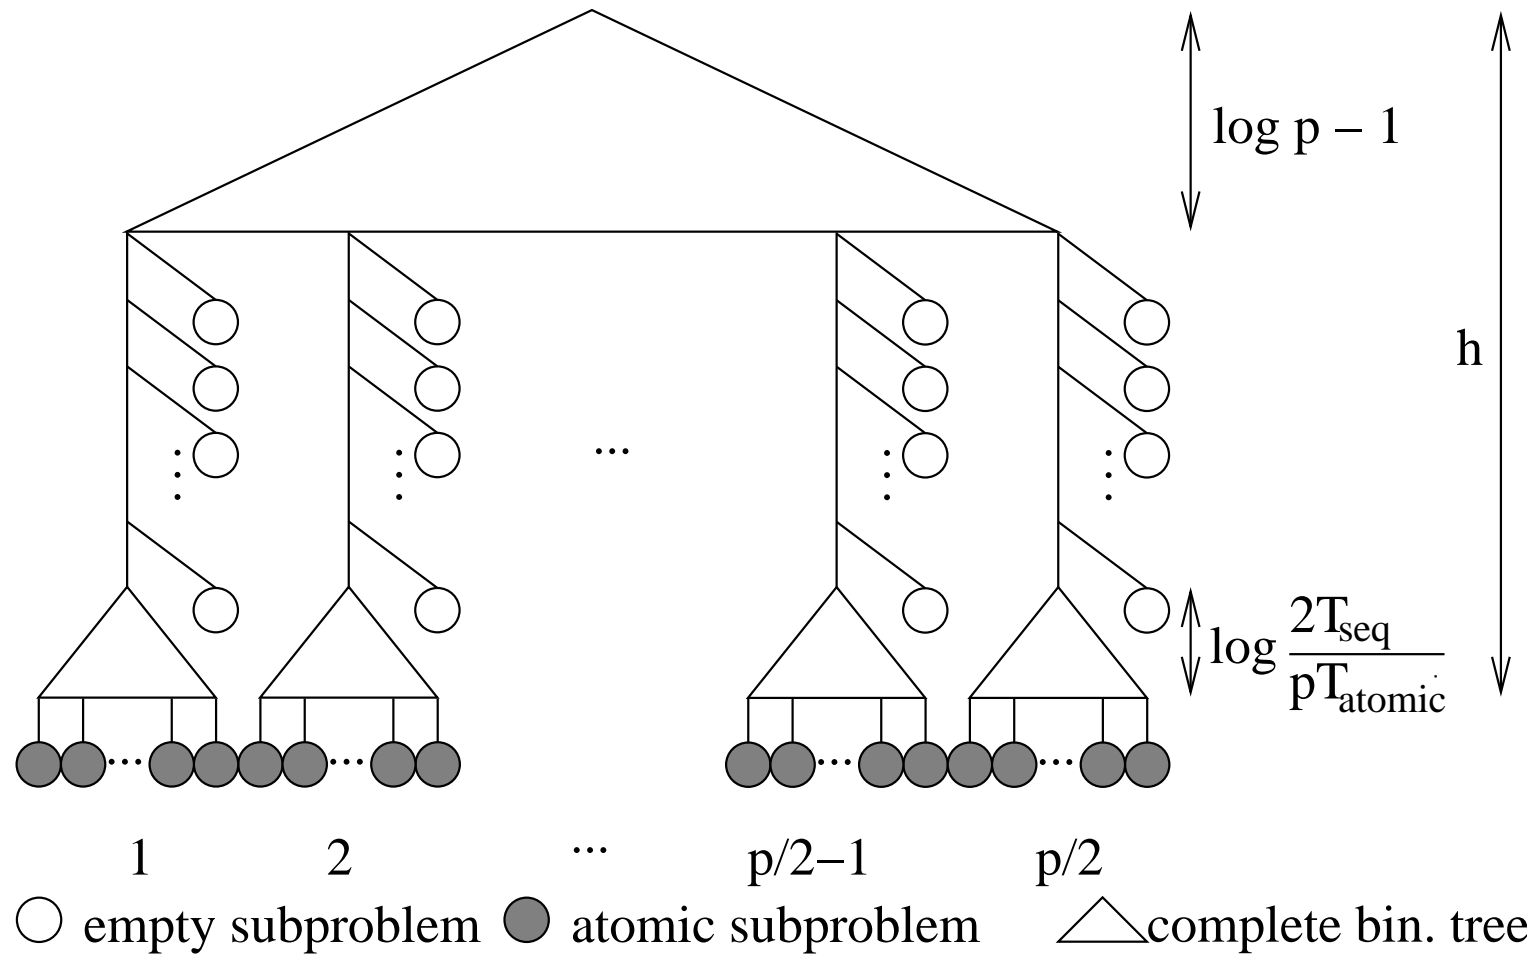 log p – 1
h
...
log 2T_seq / pT_atomic
... ... ... ...
1 2 ... p/2–1 p/2
empty subproblem atomic subproblem complete bin. tree